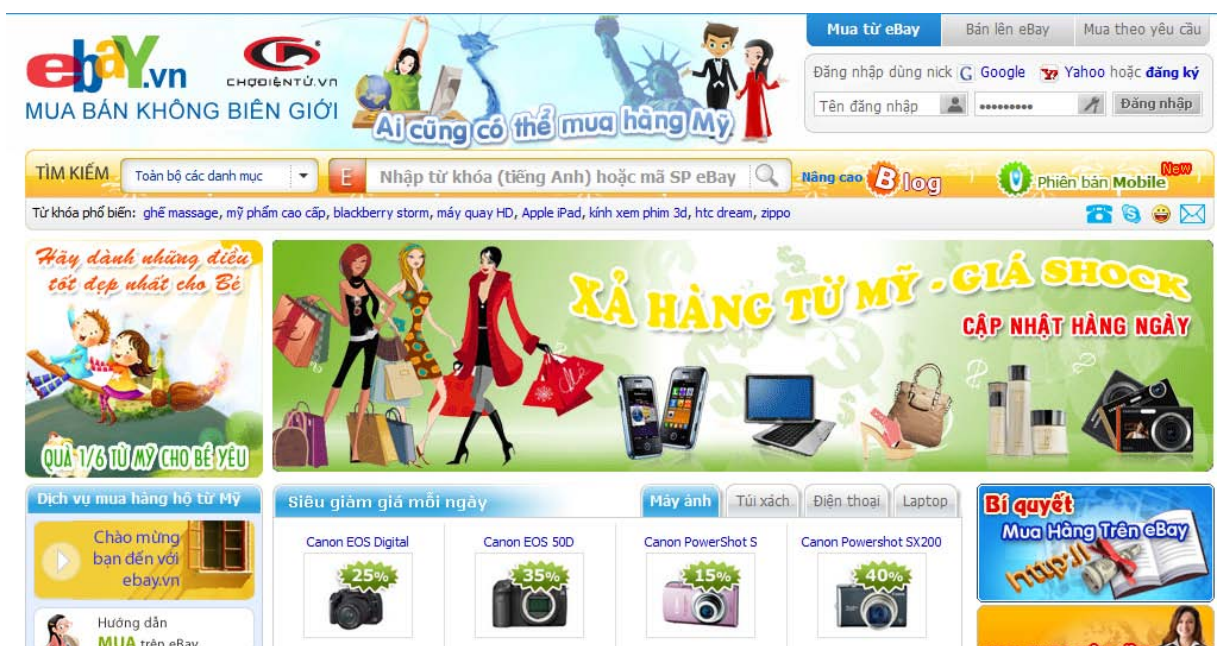 ebaY.vn
CHỢĐIỆNTỬ.VN
MUA BÁN KHÔNG BIÊN GIỚI
Ai cũng có thể mua hàng Mỹ
Mua từ eBay
Bán lên eBay
Mua theo yêu cầu
Đăng nhập dùng nick G Google Y? Yahoo hoặc đăng ký
Tên đăng nhập
Đăng nhập
TÌM KIẾM
Toàn bộ các danh mục
E
Nhập từ khóa (tiếng Anh) hoặc mã SP eBay
Nâng cao
Blog
Phiên bản Mobile
New
Từ khóa phổ biến: ghế massage, mỹ phẩm cao cấp, blackberry storm, máy quay HD, Apple iPad, kính xem phim 3d, htc dream, zippo
Hãy dành những điều
tốt đẹp nhất cho Bé
QUÀ 1/6 TỪ MỸ CHO BÉ YÊU
XẢ HÀNG TỪ MỸ - GIÁ SHOCK
CẬP NHẬT HÀNG NGÀY
Dịch vụ mua hàng hộ từ Mỹ
Chào mừng
bạn đến với
ebay.vn
Hướng dẫn
MUA trên eBay
Siêu giảm giá mỗi ngày
Máy ảnh
Túi xách
Điện thoại
Laptop
Canon EOS Digital
Canon EOS 50D
Canon PowerShot S
Canon Powershot SX200
25%
35%
15%
40%
Bí quyết
Mua Hàng Trên eBay
http://